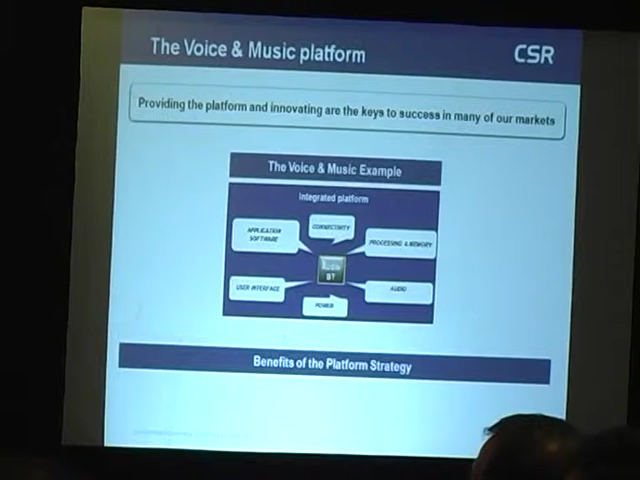 The Voice & Music platform
CSR
Providing the platform and innovating are the keys to success in many of our markets
The Voice & Music Example
Integrated platform
CONNECTIVITY
APPLICATION
SOFTWARE
PROCESSING & MEMORY
USER INTERFACE
AUDIO
POWER
Benefits of the Platform Strategy